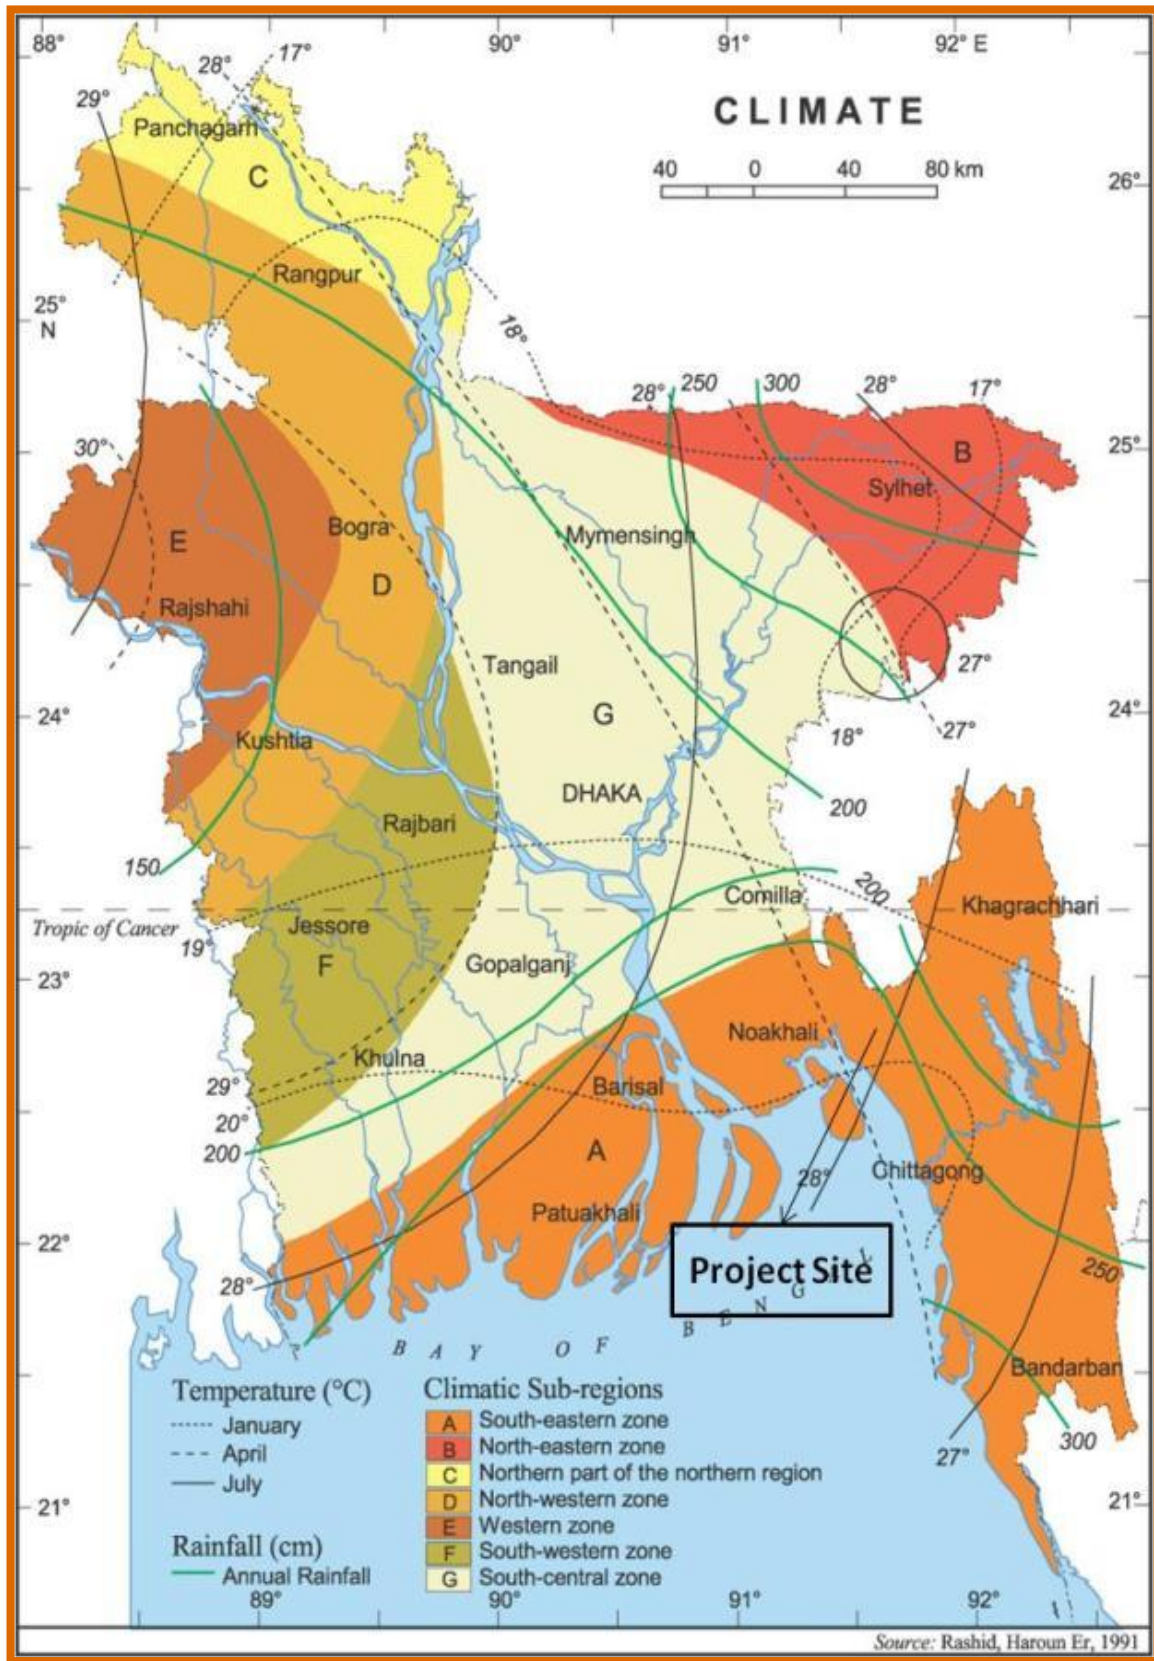 88°
90°
91°
92° E
17°
28°
29°
CLIMATE
Panchagarh
C
40 0 40 80 km
26°
Rangpur
25°
N
18°
28° 250 300 28° 17°
30°
25°
B
Sylhet
Bogra
Mymensingh
E
D
Rajshahi
Tangail
27°
24°
G
24°
Kushtia
18°
27°
DHAKA
200
Rajbari
150
Comilla
200
Khagrachhari
Tropic of Cancer
Jessore
19°
F
Gopalganj
23°
23°
Noakhali
Khulna
29°
Barisal
20°
200
A
28°
Chittagong
Patuakhali
22°
22°
Project Site
28°
250
BAY OF BENGAL
Bandarban
300
27°
Temperature (°C)
January
April
July
Rainfall (cm)
Annual Rainfall
Climatic Sub-regions
A South-eastern zone
B North-eastern zone
C Northern part of the northern region
D North-western zone
E Western zone
F South-western zone
G South-central zone
21°
21°
89°
90°
91°
92°
Source: Rashid, Haroun Er, 1991